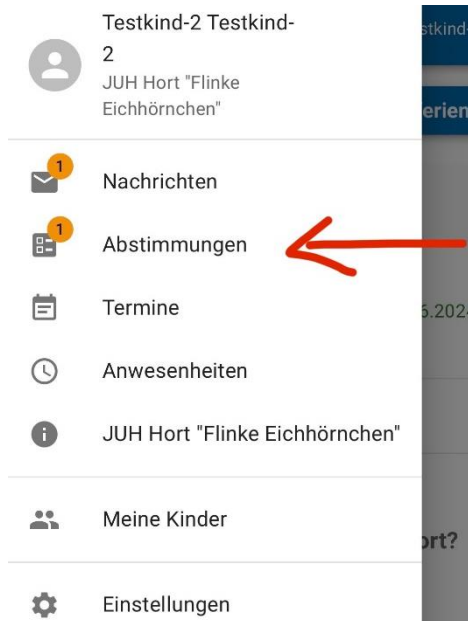 Testkind-2 Testkind-
2
JUH Hort "Flinke
Eichhörnchen"
1
Nachrichten
1
Abstimmungen
Termine
Anwesenheiten
JUH Hort "Flinke Eichhörnchen"
Meine Kinder
Einstellungen